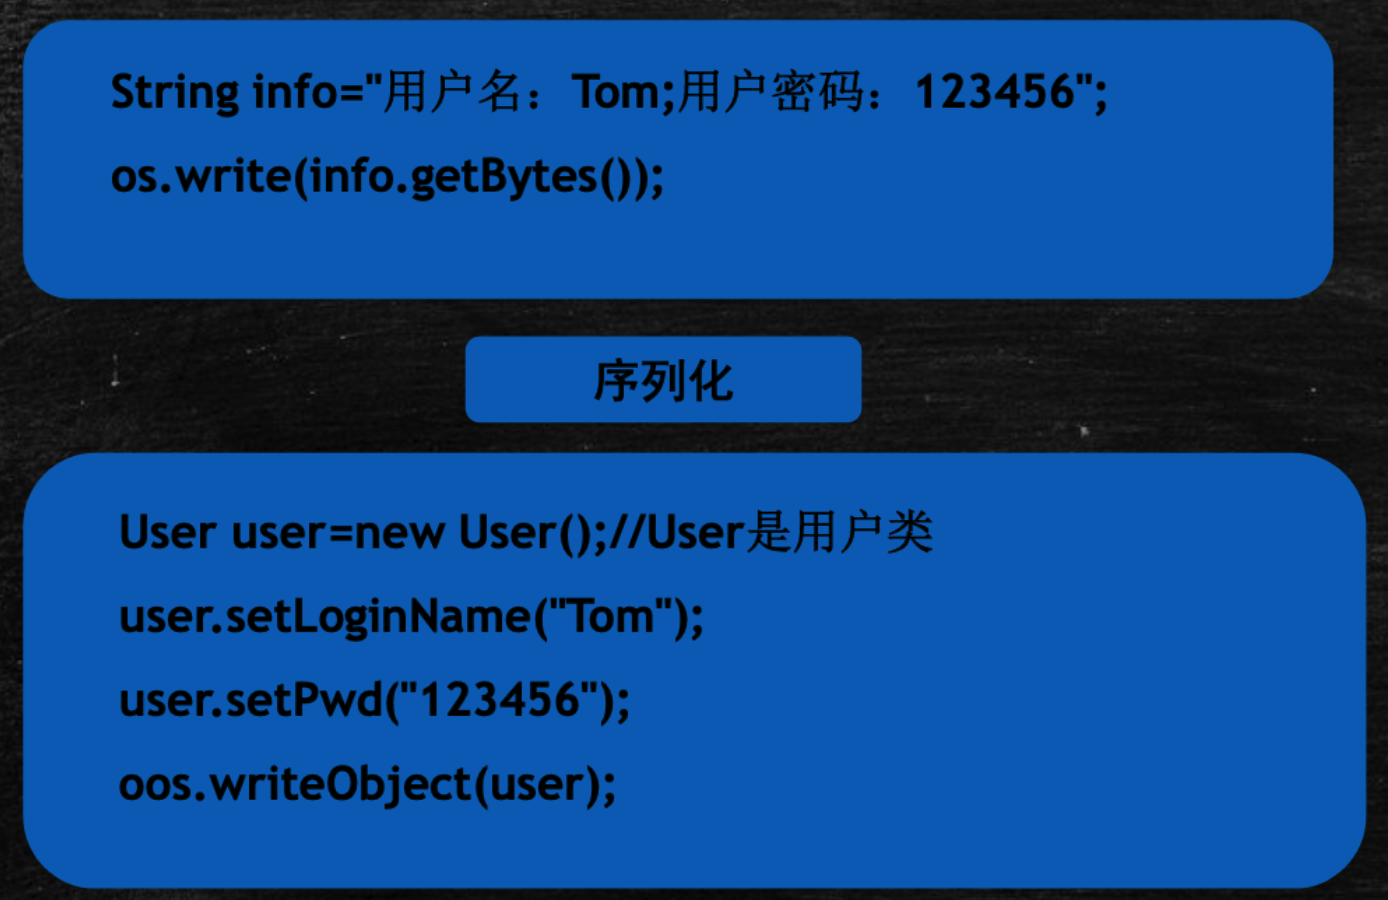 String info="用户名：Tom;用户密码：123456";
os.write(info.getBytes());
序列化
User user=new User();//User是用户类
user.setLoginName("Tom");
user.setPwd("123456");
oos.writeObject(user);